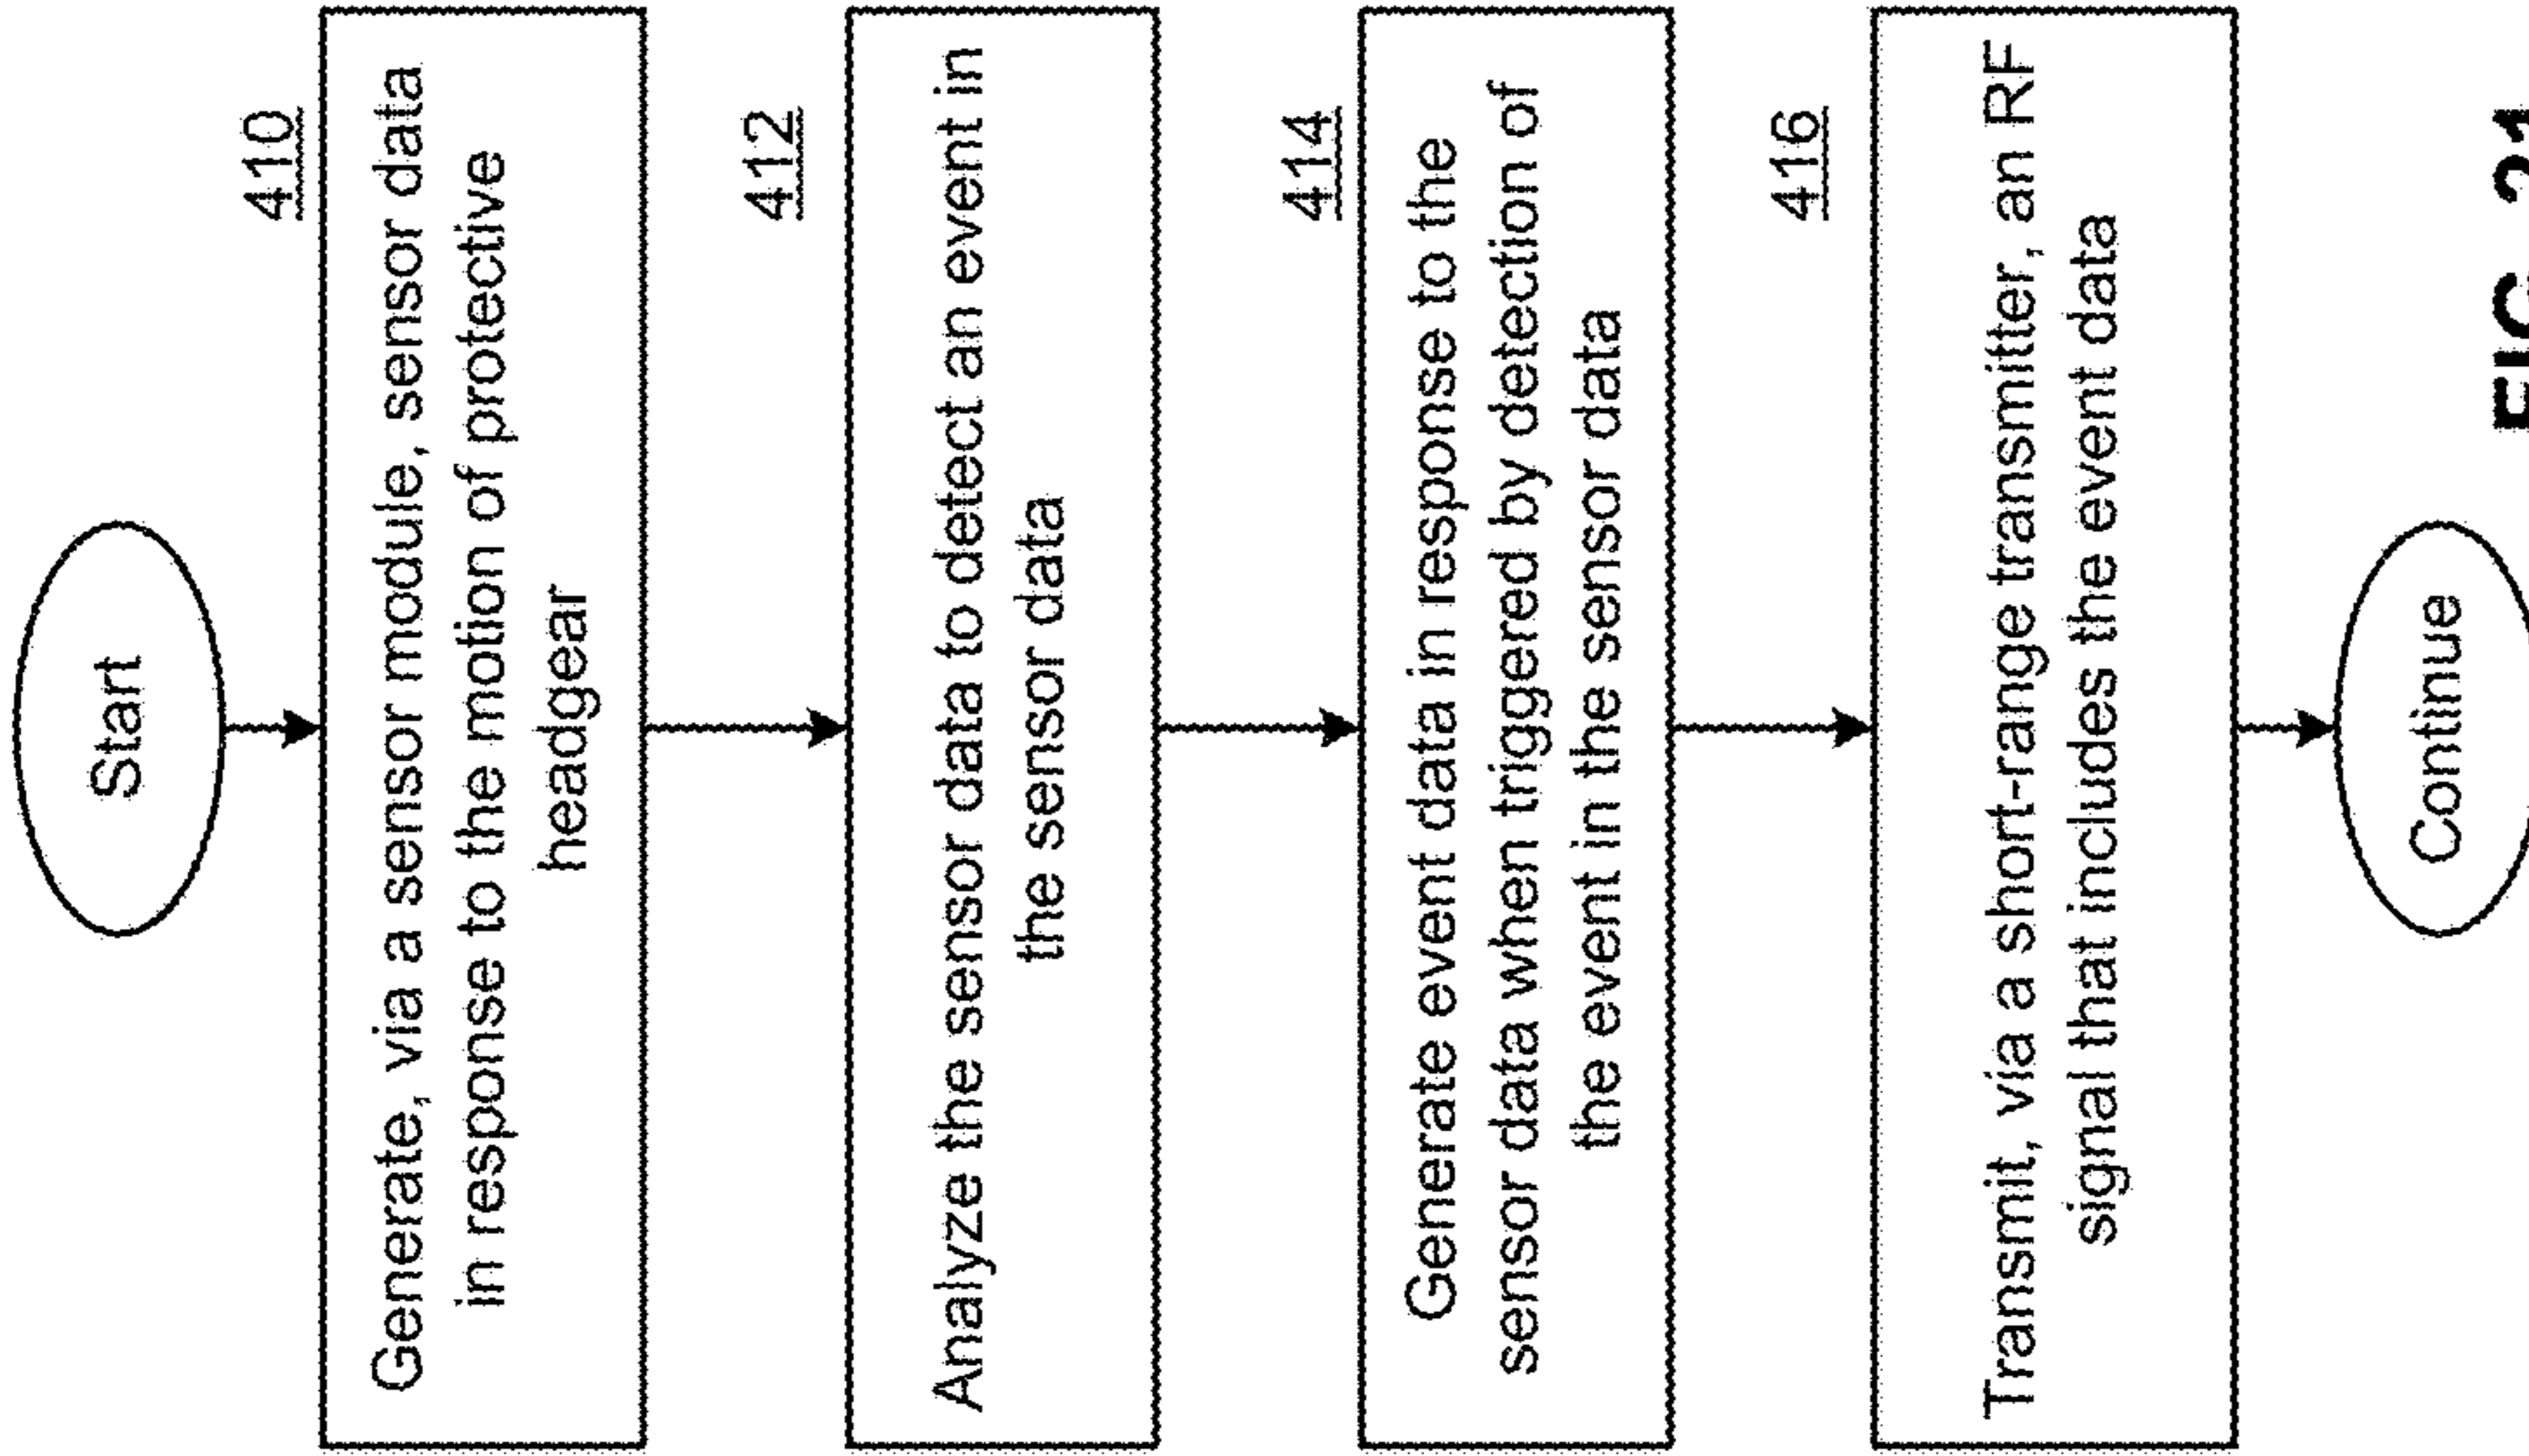 Start
410
Generate, via a sensor module, sensor data
in response to the motion of protective
headgear
412
Analyze the sensor data to detect an event in
the sensor data
414
Generate event data in response to the
sensor data when triggered by detection of
the event in the sensor data
416
Transmit, via a short-range transmitter, an RF
signal that includes the event data
Continue
FIG.